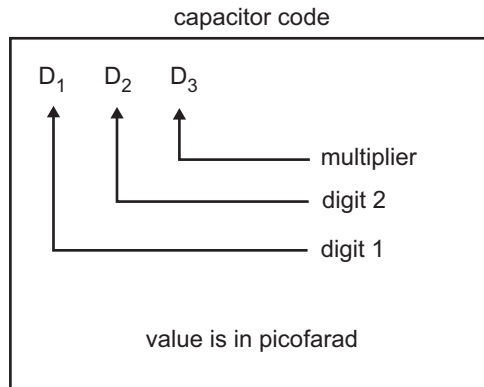 capacitor code
D₁ D₂ D₃
multiplier
digit 2
digit 1
value is in picofarad